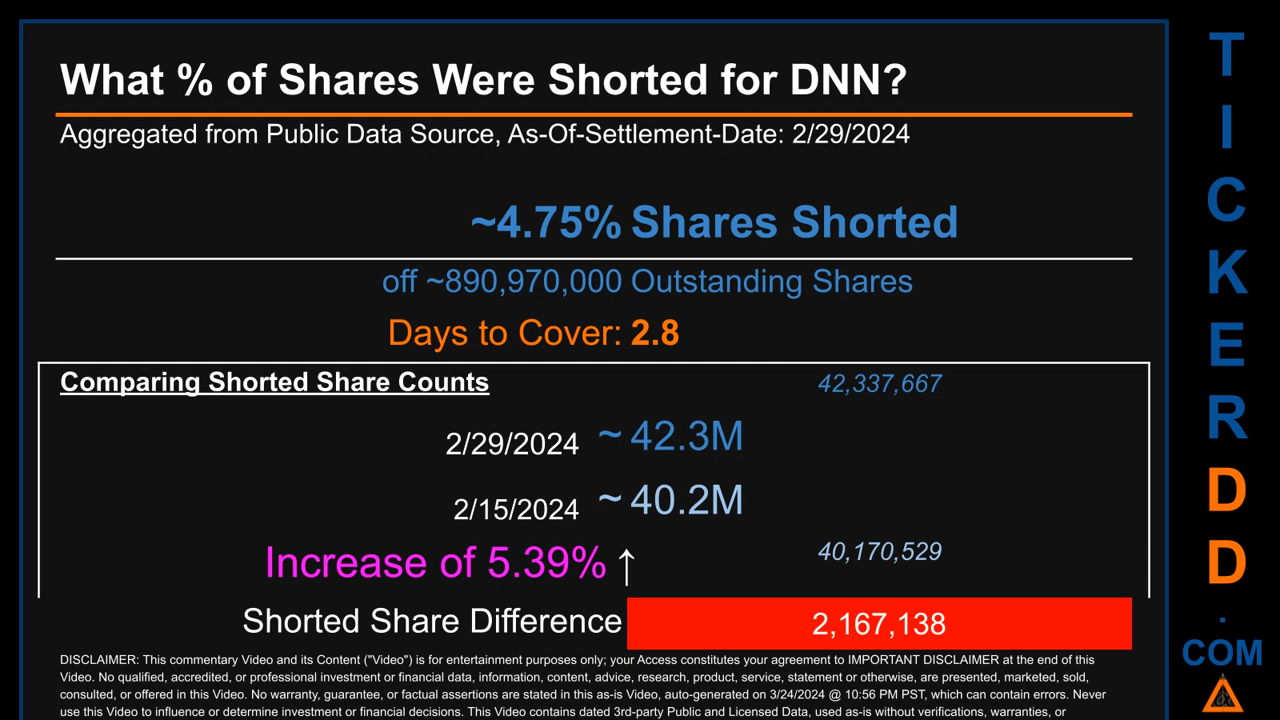 What % of Shares Were Shorted for DNN?
Aggregated from Public Data Source, As-Of-Settlement-Date: 2/29/2024
~4.75% Shares Shorted
off ~890,970,000 Outstanding Shares
Days to Cover: 2.8
Comparing Shorted Share Counts
42,337,667
2/29/2024 ~ 42.3M
2/15/2024 ~ 40.2M
40,170,529
Increase of 5.39% ↑
Shorted Share Difference 2,167,138
DISCLAIMER: This commentary Video and its Content ("Video") is for entertainment purposes only; your Access constitutes your agreement to IMPORTANT DISCLAIMER at the end of this
Video. No qualified, accredited, or professional investment or financial data, information, content, advice, research, product, service, statement or otherwise, are presented, marketed, sold,
consulted, or offered in this Video. No warranty, guarantee, or factual assertions are stated in this as-is Video, auto-generated on 3/24/2024 @ 10:56 PM PST, which can contain errors. Never
use this Video to influence or determine investment or financial decisions. This Video contains dated 3rd-party Public and Licensed Data, used as-is without verifications, warranties, or
TICKERDD.COM